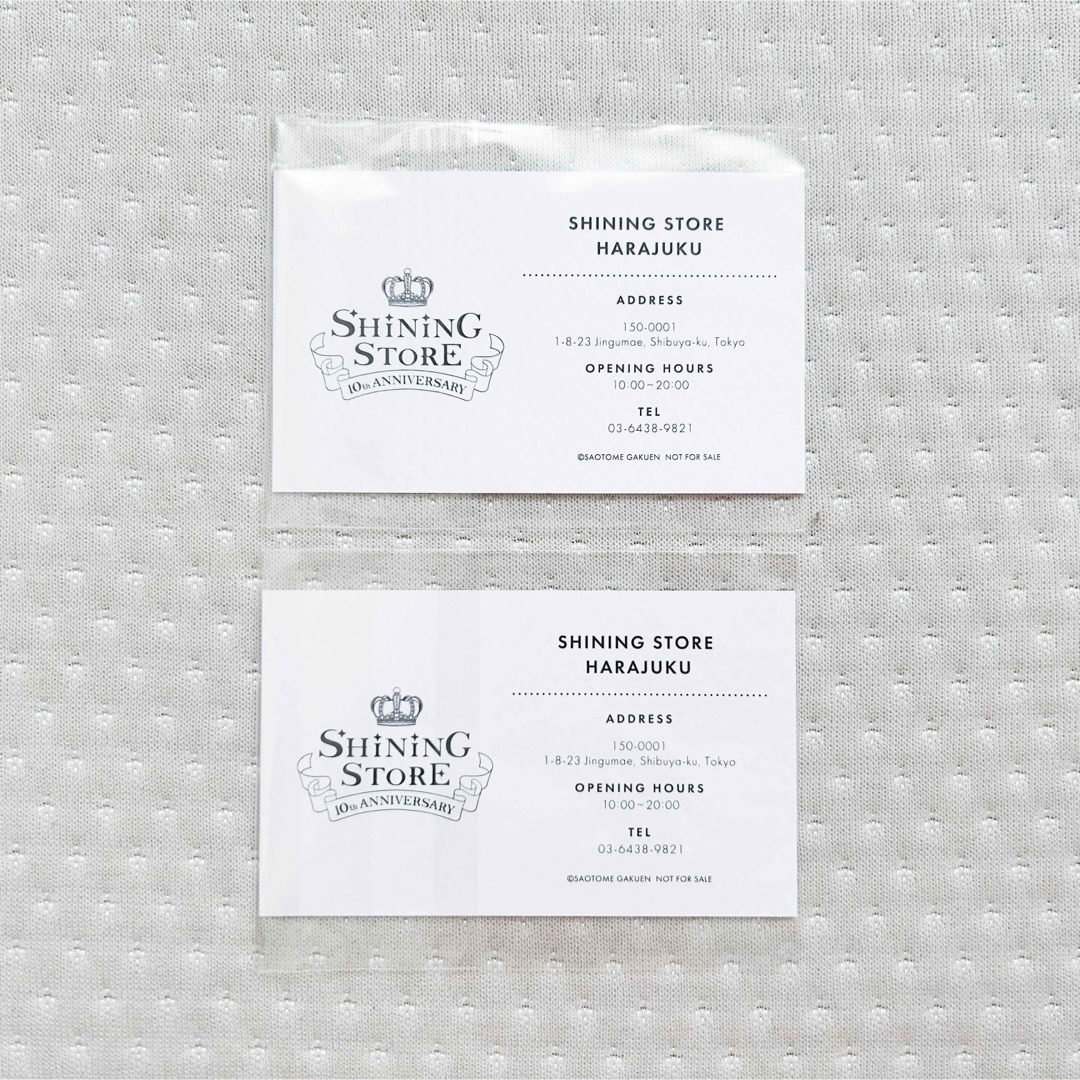 SHINING
STORE
10th ANNIVERSARY
SHINING STORE
HARAJUKU
ADDRESS
150-0001
1-8-23 Jingumae, Shibuya-ku, Tokyo
OPENING HOURS
10:00~20:00
TEL
03-6438-9821
©SAOTOME GAKUEN NOT FOR SALE
SHINING
STORE
10th ANNIVERSARY
SHINING STORE
HARAJUKU
ADDRESS
150-0001
1-8-23 Jingumae, Shibuya-ku, Tokyo
OPENING HOURS
10:00~20:00
TEL
03-6438-9821
©SAOTOME GAKUEN NOT FOR SALE